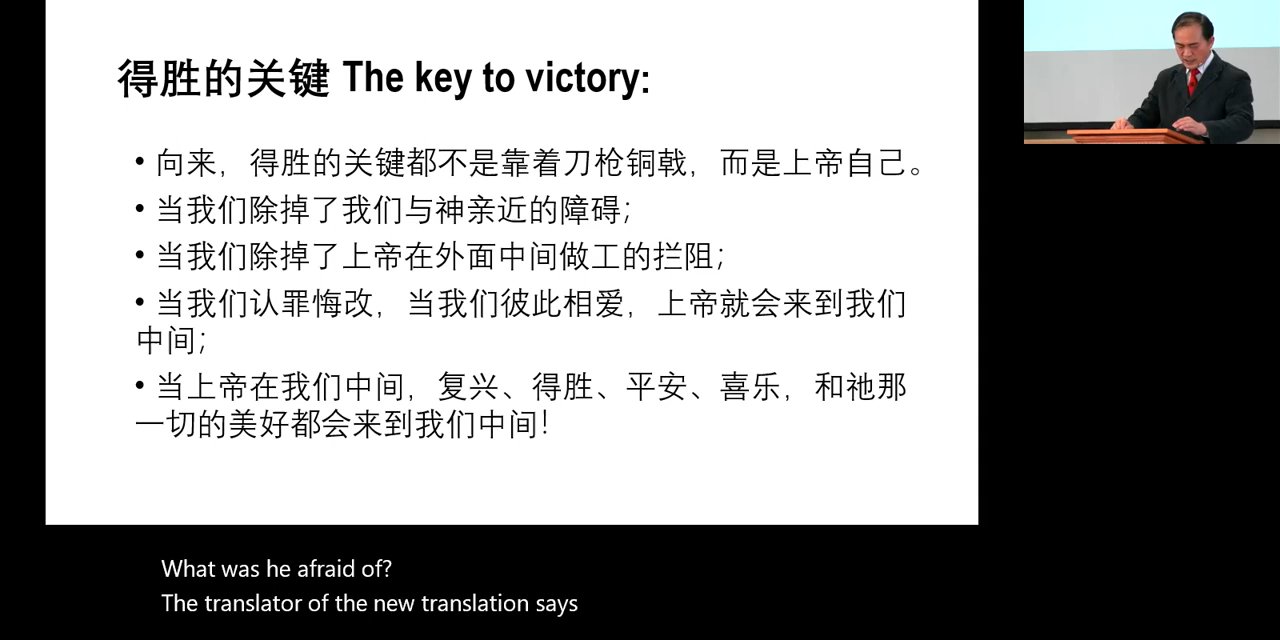 得胜的关键 The key to victory:
• 向来，得胜的关键都不是靠着刀枪铜戟，而是上帝自己。
• 当我们除掉了我们与神亲近的障碍；
• 当我们除掉了上帝在外面中间做工的拦阻；
• 当我们认罪悔改，当我们彼此相爱，上帝就会来到我们
中间；
• 当上帝在我们中间，复兴、得胜、平安、喜乐，和祂那
一切的美好都会来到我们中间！
What was he afraid of?
The translator of the new translation says